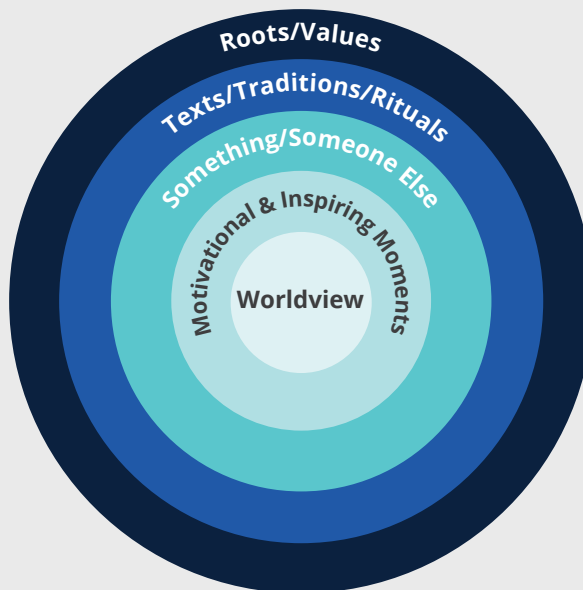 Roots/Values
Texts/Traditions/Rituals
Something/Someone Else
Motivational & Inspiring Moments
Worldview